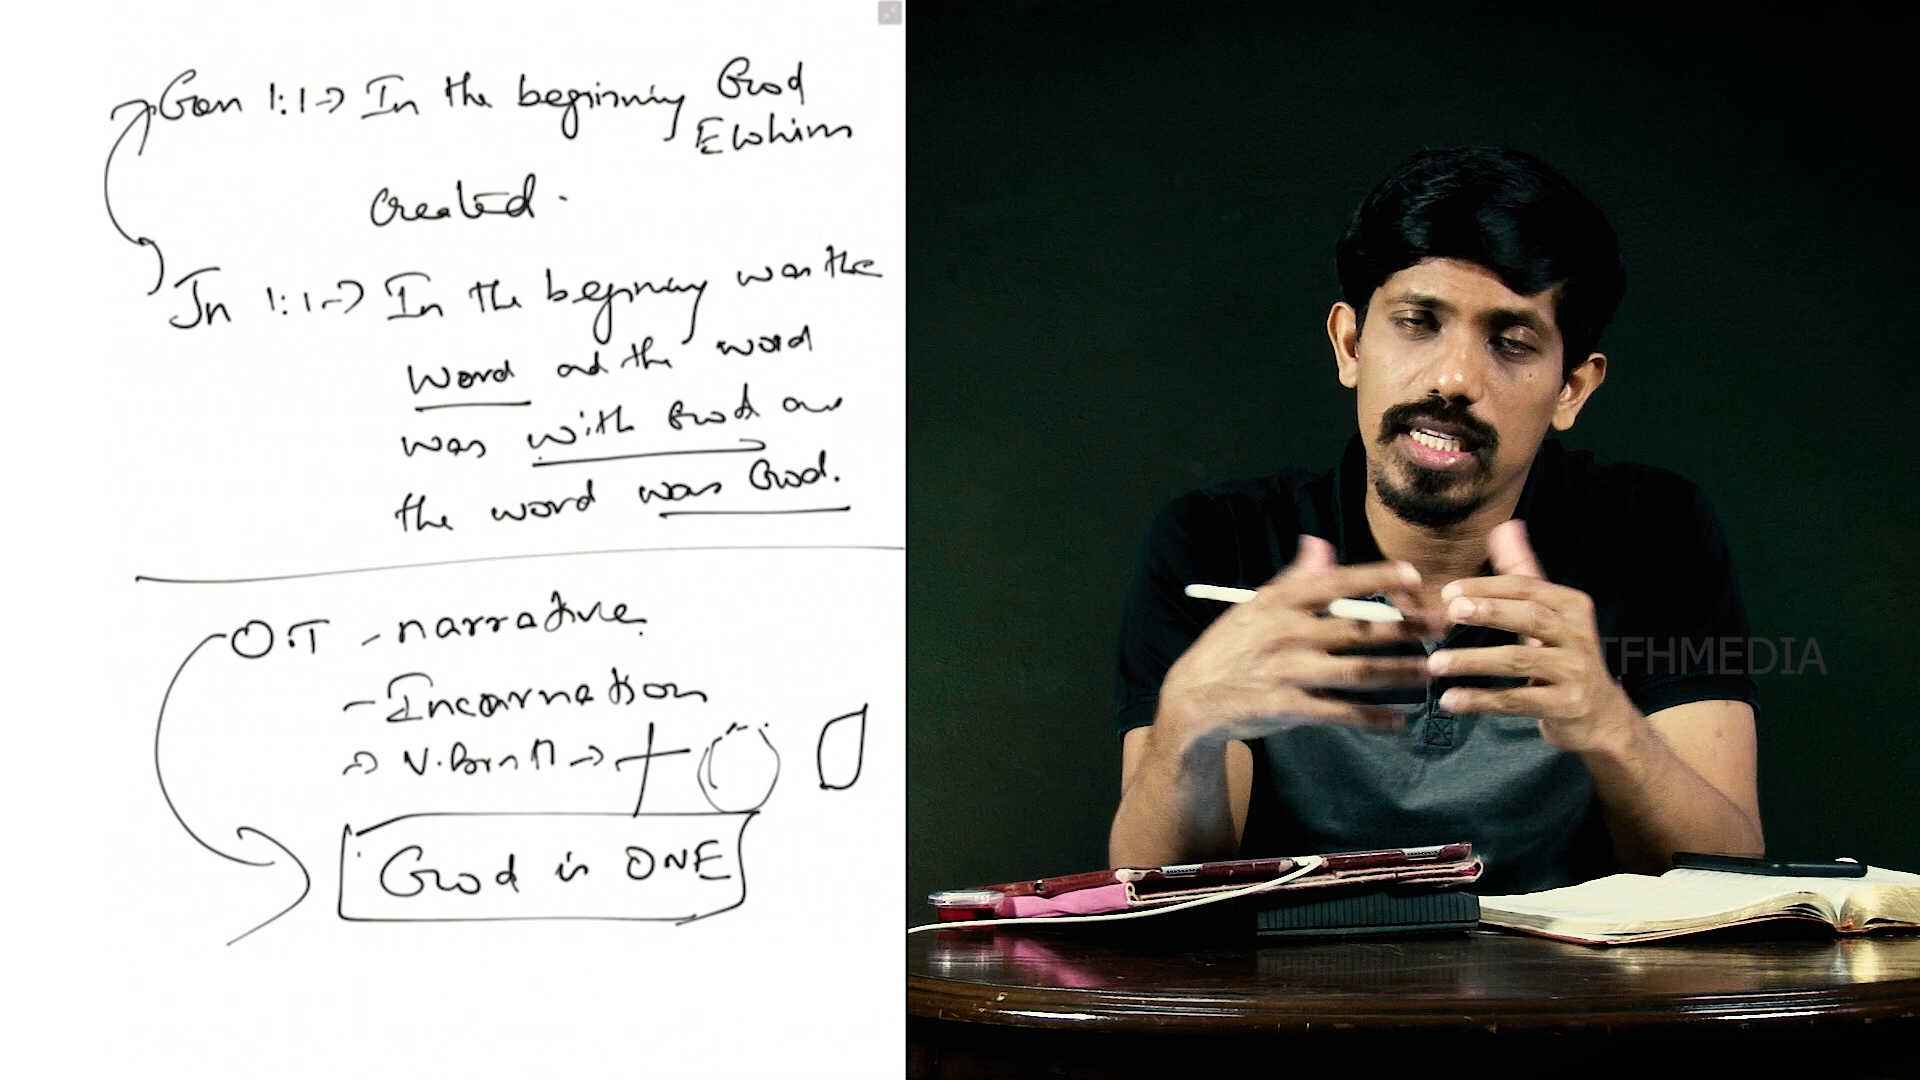 Gen 1:1 → In the beginning God
Elohim
Created.
Jn 1:1 → In the beginning was the
Word and the word
was with God and
the word was God.
O.T - narrative.
- Incarnation
→ V. Born →
God is ONE
TFHMEDIA